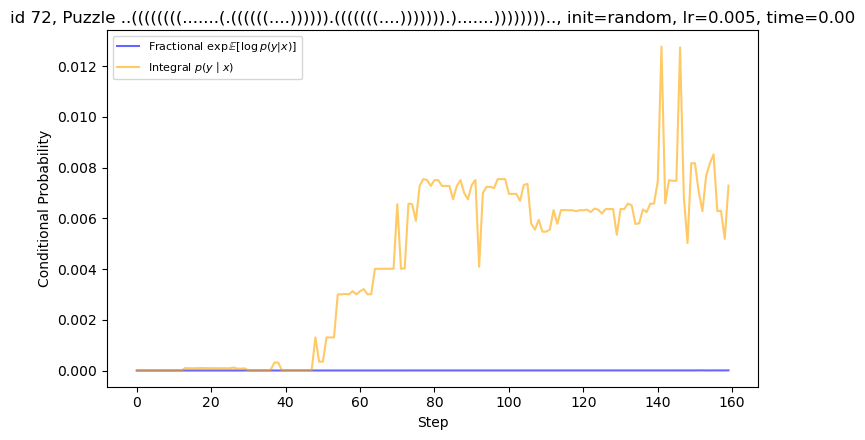 id 72, Puzzle ..((((((((.......(.((((((....)))))).(((((((....))))))).).......))))))))..​, init=random, lr=0.005, time=0.00
Fractional exp𝔼[log p(y|x)]
Integral p(y | x)
Conditional Probability
0.012
0.010
0.008
0.006
0.004
0.002
0.000
0 20 40 60 80 100 120 140 160
Step